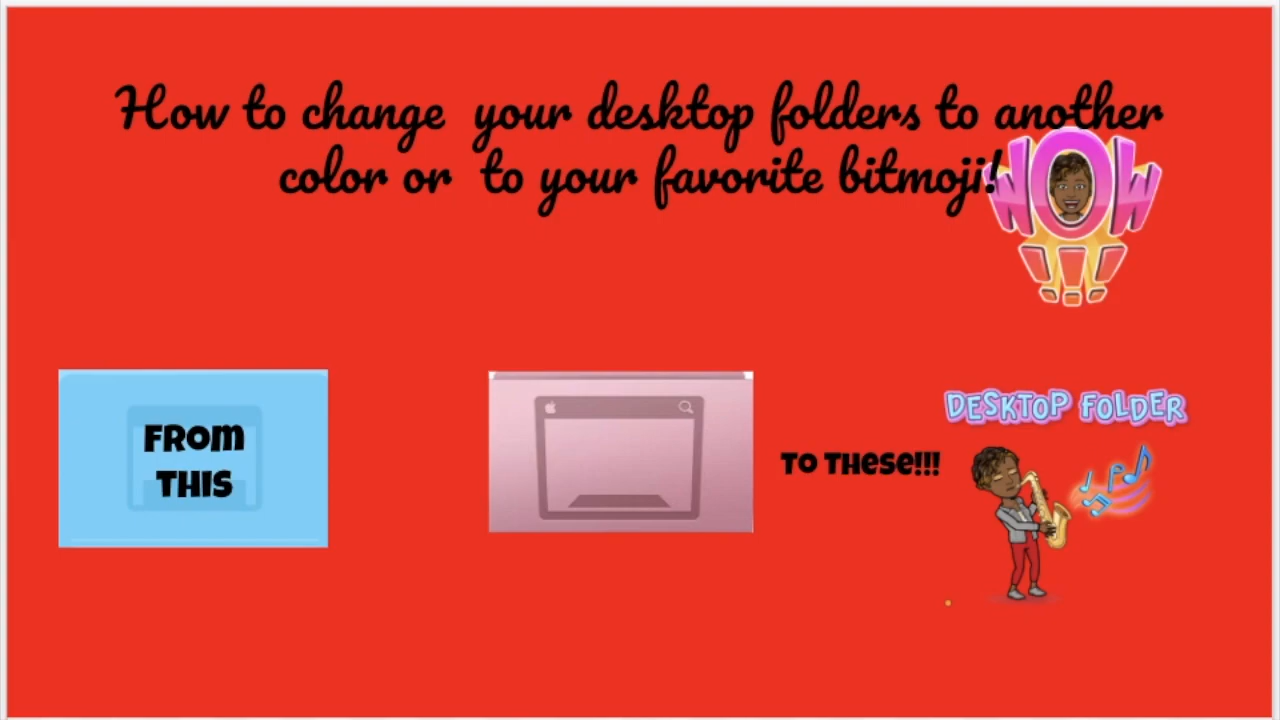 How to change your desktop folders to another
color or to your favorite bitmoji!
WOW
!!!
DESKTOP FOLDER
FROM
THIS
TO THESE!!!